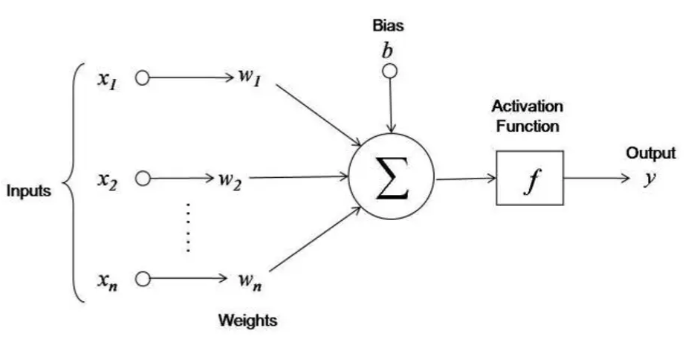 Bias
b
x1 w1
Activation
Function
Inputs
x2 w2
Σ
f
Output
y
xn wn
Weights